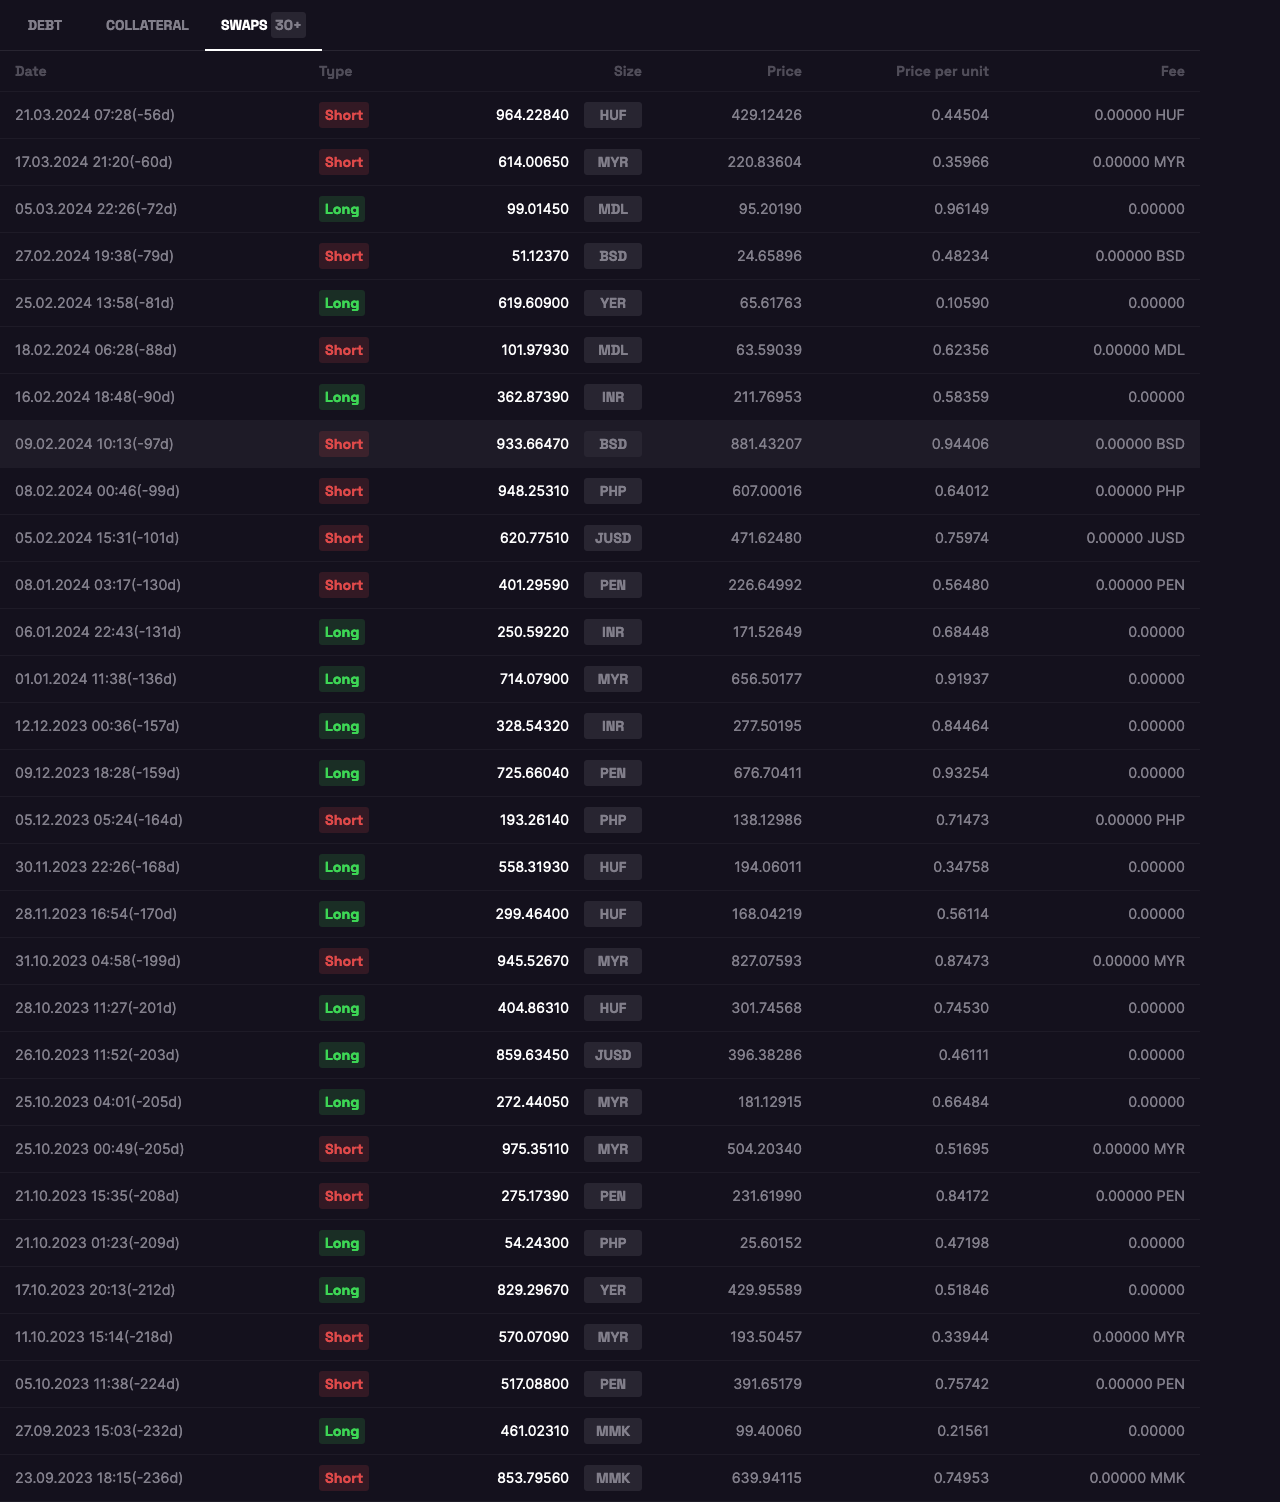 DEBT COLLATERAL SWAPS 30+
Date Type Size Price Price per unit Fee
21.03.2024 07:28(-56d) Short 964.22840 HUF 429.12426 0.44504 0.00000 HUF
17.03.2024 21:20(-60d) Short 614.00650 MYR 220.83604 0.35966 0.00000 MYR
05.03.2024 22:26(-72d) Long 99.01450 MDL 95.20190 0.96149 0.00000
27.02.2024 19:38(-79d) Short 51.12370 BSD 24.65896 0.48234 0.00000 BSD
25.02.2024 13:58(-81d) Long 619.60900 YER 65.61763 0.10590 0.00000
18.02.2024 06:28(-88d) Short 101.97930 MDL 63.59039 0.62356 0.00000 MDL
16.02.2024 18:48(-90d) Long 362.87390 INR 211.76953 0.58359 0.00000
09.02.2024 10:13(-97d) Short 933.66470 BSD 881.43207 0.94406 0.00000 BSD
08.02.2024 00:46(-99d) Short 948.25310 PHP 607.00016 0.64012 0.00000 PHP
05.02.2024 15:31(-101d) Short 620.77510 JUSD 471.62480 0.75974 0.00000 JUSD
08.01.2024 03:17(-130d) Short 401.29590 PEN 226.64992 0.56480 0.00000 PEN
06.01.2024 22:43(-131d) Long 250.59220 INR 171.52649 0.68448 0.00000
01.01.2024 11:38(-136d) Long 714.07900 MYR 656.50177 0.91937 0.00000
12.12.2023 00:36(-157d) Long 328.54320 INR 277.50195 0.84464 0.00000
09.12.2023 18:28(-159d) Long 725.66040 PEN 676.70411 0.93254 0.00000
05.12.2023 05:24(-164d) Short 193.26140 PHP 138.12986 0.71473 0.00000 PHP
30.11.2023 22:26(-168d) Long 558.31930 HUF 194.06011 0.34758 0.00000
28.11.2023 16:54(-170d) Long 299.46400 HUF 168.04219 0.56114 0.00000
31.10.2023 04:58(-199d) Short 945.52670 MYR 827.07593 0.87473 0.00000 MYR
28.10.2023 11:27(-201d) Long 404.86310 HUF 301.74568 0.74530 0.00000
26.10.2023 11:52(-203d) Long 859.63450 JUSD 396.38286 0.46111 0.00000
25.10.2023 04:01(-205d) Long 272.44050 MYR 181.12915 0.66484 0.00000
25.10.2023 00:49(-205d) Short 975.35110 MYR 504.20340 0.51695 0.00000 MYR
21.10.2023 15:35(-208d) Short 275.17390 PEN 231.61990 0.84172 0.00000 PEN
21.10.2023 01:23(-209d) Long 54.24300 PHP 25.60152 0.47198 0.00000
17.10.2023 20:13(-212d) Long 829.29670 YER 429.95589 0.51846 0.00000
11.10.2023 15:14(-218d) Short 570.07090 MYR 193.50457 0.33944 0.00000 MYR
05.10.2023 11:38(-224d) Short 517.08800 PEN 391.65179 0.75742 0.00000 PEN
27.09.2023 15:03(-232d) Long 461.02310 MMK 99.40060 0.21561 0.00000
23.09.2023 18:15(-236d) Short 853.79560 MMK 639.94115 0.74953 0.00000 MMK